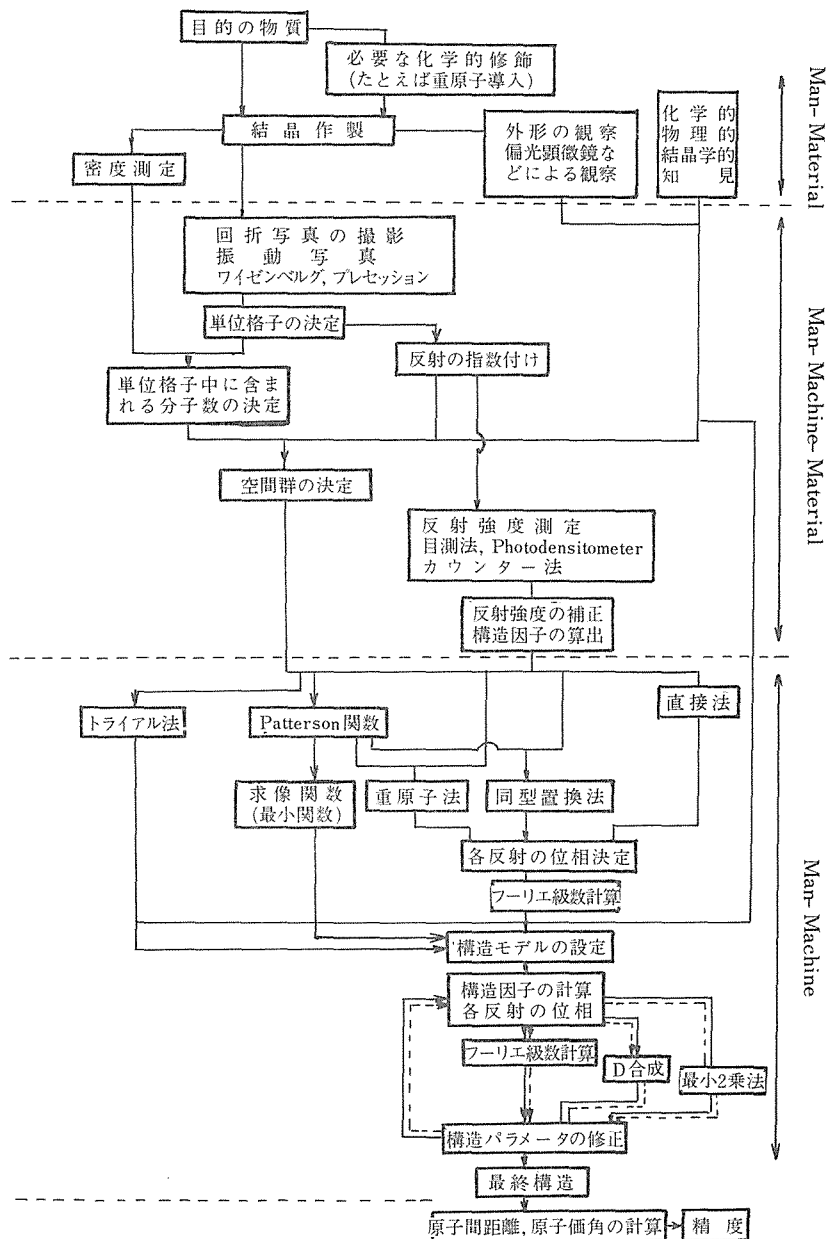 目的の物質
必要な化学的修飾
(たとえば重原子導入)
結晶作製
密度測定
外形の観察
偏光顕微鏡な
どによる観察
化学的
物理的
結晶学的
知見
Man-Material
回折写真の撮影
振動写真
ワイゼンベルグ, プレセッション
単位格子の決定
反射の指数付け
単位格子中に含ま
れる分子数の決定
空間群の決定
反射強度測定
目測法, Photodensitometer
カウンター法
反射強度の補正
構造因子の算出
Man-Machine-Material
トライアル法
Patterson関数
直接法
求像関数
(最小関数)
重原子法
同型置換法
各反射の位相決定
フーリエ級数計算
構造モデルの設定
構造因子の計算
各反射の位相
フーリエ級数計算
D合成
最小2乗法
構造パラメータの修正
最終構造
Man-Machine
原子間距離, 原子価角の計算
精度